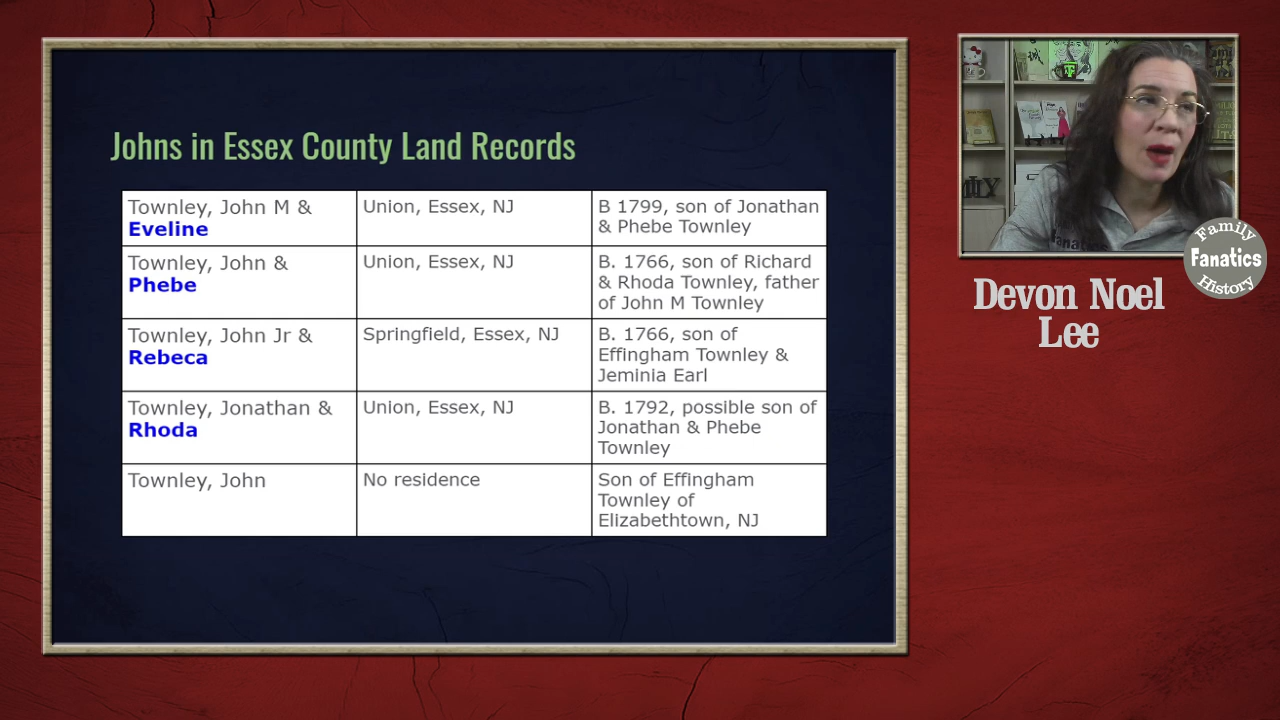 Johns in Essex County Land Records
Townley, John M &
Eveline
Union, Essex, NJ
B 1799, son of Jonathan
& Phebe Townley
Townley, John &
Phebe
Union, Essex, NJ
B. 1766, son of Richard
& Rhoda Townley, father
of John M Townley
Townley, John Jr &
Rebeca
Springfield, Essex, NJ
B. 1766, son of
Effingham Townley &
Jeminia Earl
Townley, Jonathan &
Rhoda
Union, Essex, NJ
B. 1792, possible son of
Jonathan & Phebe
Townley
Townley, John
No residence
Son of Effingham
Townley of
Elizabethtown, NJ
Family
Fanatics
History
Devon Noel
Lee